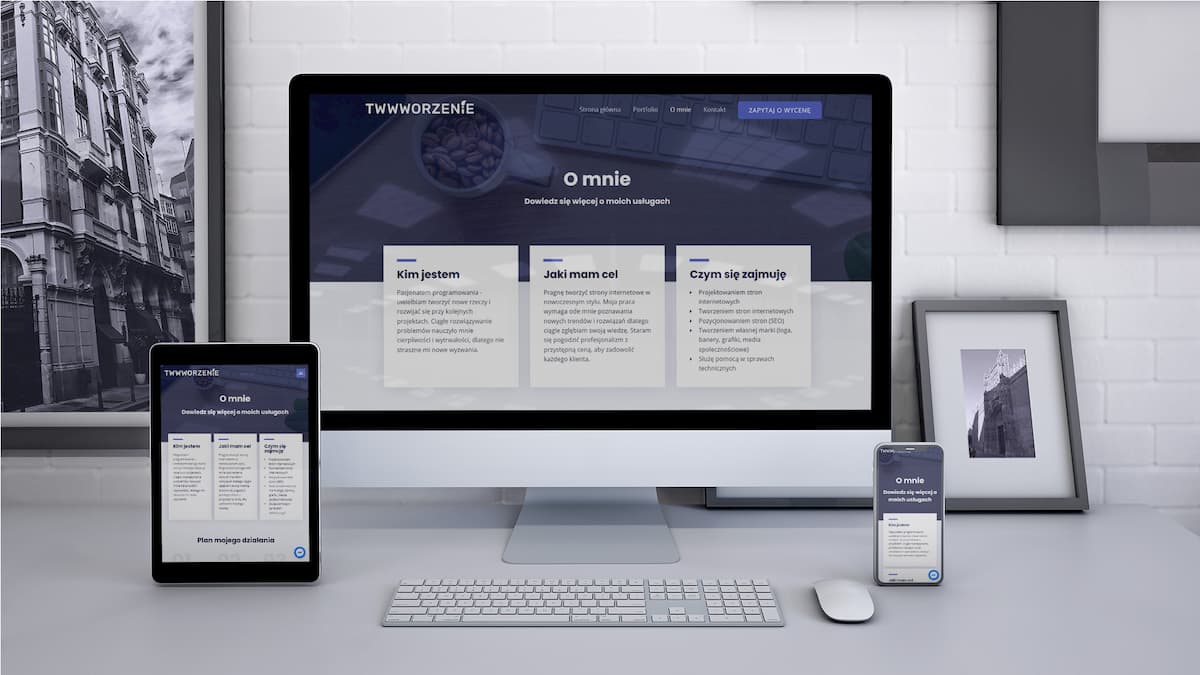 TWWWORZENIE
Strona główna Portfolio O mnie Kontakt ZAPYTAJ O WYCENĘ
O mnie
Dowiedz się więcej o moich usługach
Kim jestem
Pasjonatem programowania -
uwielbiam tworzyć nowe rzeczy i
rozwijać się przy kolejnych
projektach. Ciągłe rozwiązywanie
problemów nauczyło mnie
cierpliwości i wytrwałości, dlatego nie
straszne mi nowe wyzwania.
Jaki mam cel
Pragnę tworzyć strony internetowe w
nowoczesnym stylu. Moja praca
wymaga ode mnie poznawania
nowych trendów i rozwiązań dlatego
ciągle zgłębiam swoją wiedzę. Staram
się pogodzić profesjonalizm z
przystępną ceną, aby zadowolić
każdego klienta.
Czym się zajmuję
• Projektowaniem stron
internetowych
• Tworzeniem stron internetowych
• Pozycjonowaniem stron (SEO)
• Tworzeniem własnej marki (loga,
banery, grafiki, media
społecznościowe)
• Służę pomocą w sprawach
technicznych
TWWWORZENIE
O mnie
Dowiedz się więcej o moich usługach
Kim jestem
Jaki mam cel
Czym się
zajmuję
Plan mojego działania
01 02 03
O mnie
Dowiedz się więcej o
moich usługach
Kim jestem
Jaki mam cel